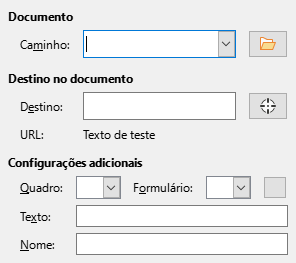 Documento
Caminho:
Destino no documento
Destino:
URL: Texto de teste
Configurações adicionais
Quadro: Formulário:
Texto:
Nome: